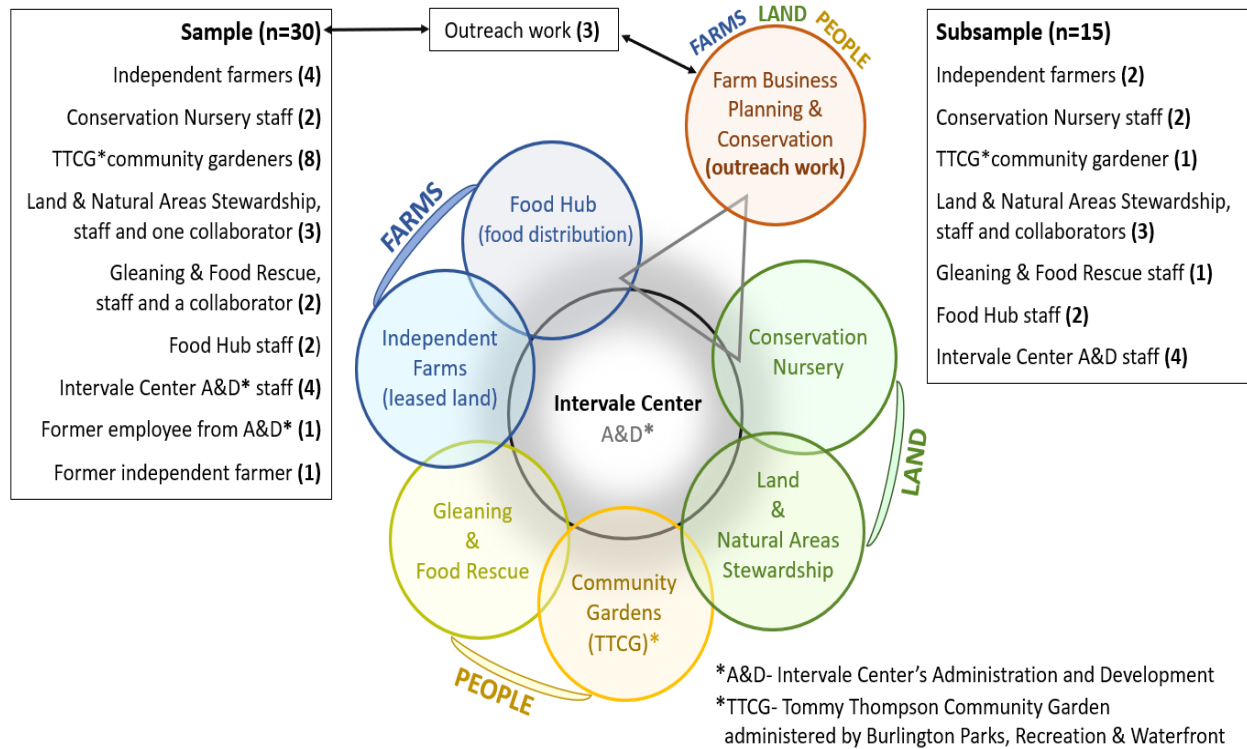 Sample (n=30)
Independent farmers (4)
Conservation Nursery staff (2)
TTCG*community gardeners (8)
Land & Natural Areas Stewardship,
staff and one collaborator (3)
Gleaning & Food Rescue,
staff and a collaborator (2)
Food Hub staff (2)
Intervale Center A&D* staff (4)
Former employee from A&D* (1)
Former independent farmer (1)
Outreach work (3)
FARMS LAND PEOPLE
Farm Business
Planning &
Conservation
(outreach work)
FARMS
Food Hub
(food distribution)
Independent
Farms
(leased land)
Conservation
Nursery
Intervale Center
A&D*
LAND
Land
&
Natural Areas
Stewardship
Gleaning
&
Food Rescue
Community
Gardens
(TTCG)*
PEOPLE
Subsample (n=15)
Independent farmers (2)
Conservation Nursery staff (2)
TTCG*community gardener (1)
Land & Natural Areas Stewardship,
staff and collaborators (3)
Gleaning & Food Rescue staff (1)
Food Hub staff (2)
Intervale Center A&D staff (4)
*A&D- Intervale Center's Administration and Development
*TTCG- Tommy Thompson Community Garden
administered by Burlington Parks, Recreation & Waterfront